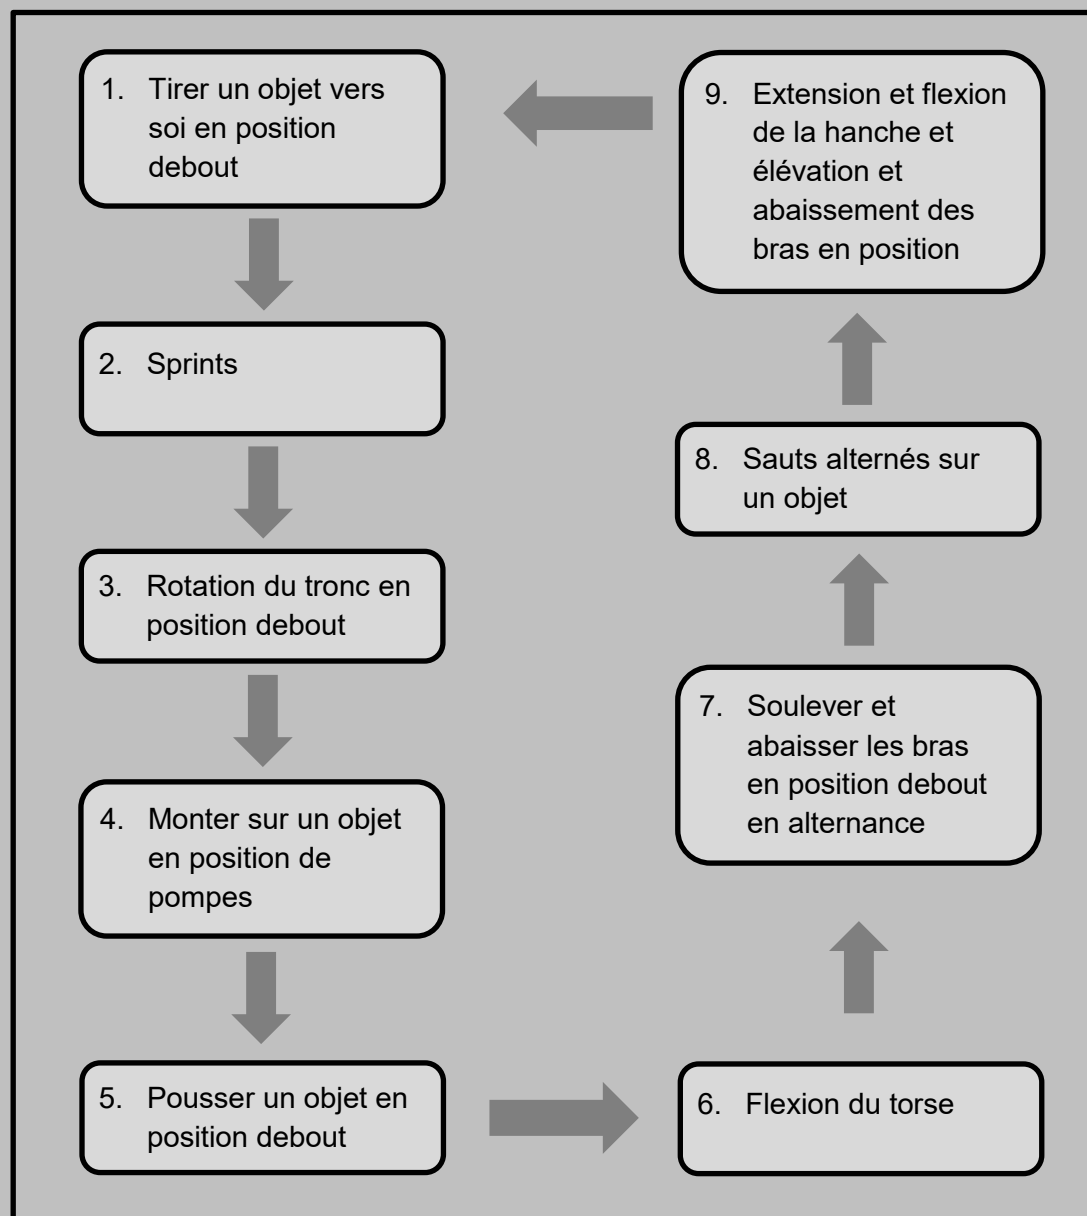 1. Tirer un objet vers
soi en position
debout
2. Sprints
3. Rotation du tronc en
position debout
4. Monter sur un objet
en position de
pompes
5. Pousser un objet en
position debout
6. Flexion du torse
7. Soulever et
abaisser les bras
en position debout
en alternance
8. Sauts alternés sur
un objet
9. Extension et flexion
de la hanche et
élévation et
abaissement des
bras en position